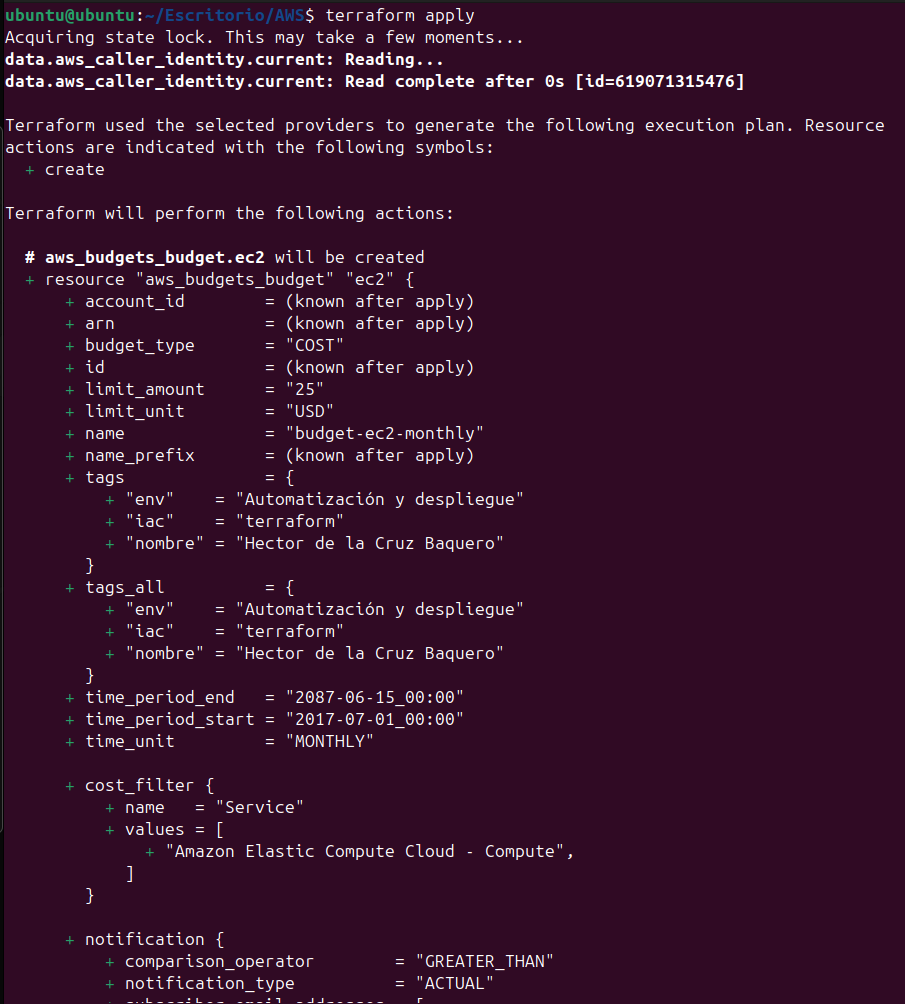 ubuntu@ubuntu:~/Escritorio/AWS$ terraform apply
Acquiring state lock. This may take a few moments...
data.aws_caller_identity.current: Reading...
data.aws_caller_identity.current: Read complete after 0s [id=619071315476]

Terraform used the selected providers to generate the following execution plan. Resource
actions are indicated with the following symbols:
  + create

Terraform will perform the following actions:

  # aws_budgets_budget.ec2 will be created
  + resource "aws_budgets_budget" "ec2" {
      + account_id        = (known after apply)
      + arn               = (known after apply)
      + budget_type       = "COST"
      + id                = (known after apply)
      + limit_amount      = "25"
      + limit_unit        = "USD"
      + name              = "budget-ec2-monthly"
      + name_prefix       = (known after apply)
      + tags              = {
          + "env"    = "Automatización y despliegue"
          + "iac"    = "terraform"
          + "nombre" = "Hector de la Cruz Baquero"
        }
      + tags_all          = {
          + "env"    = "Automatización y despliegue"
          + "iac"    = "terraform"
          + "nombre" = "Hector de la Cruz Baquero"
        }
      + time_period_end   = "2087-06-15_00:00"
      + time_period_start = "2017-07-01_00:00"
      + time_unit         = "MONTHLY"

      + cost_filter {
          + name   = "Service"
          + values = [
              + "Amazon Elastic Compute Cloud - Compute",
            ]
        }

      + notification {
          + comparison_operator        = "GREATER_THAN"
          + notification_type          = "ACTUAL"
          + subscriber_email_addresses = [